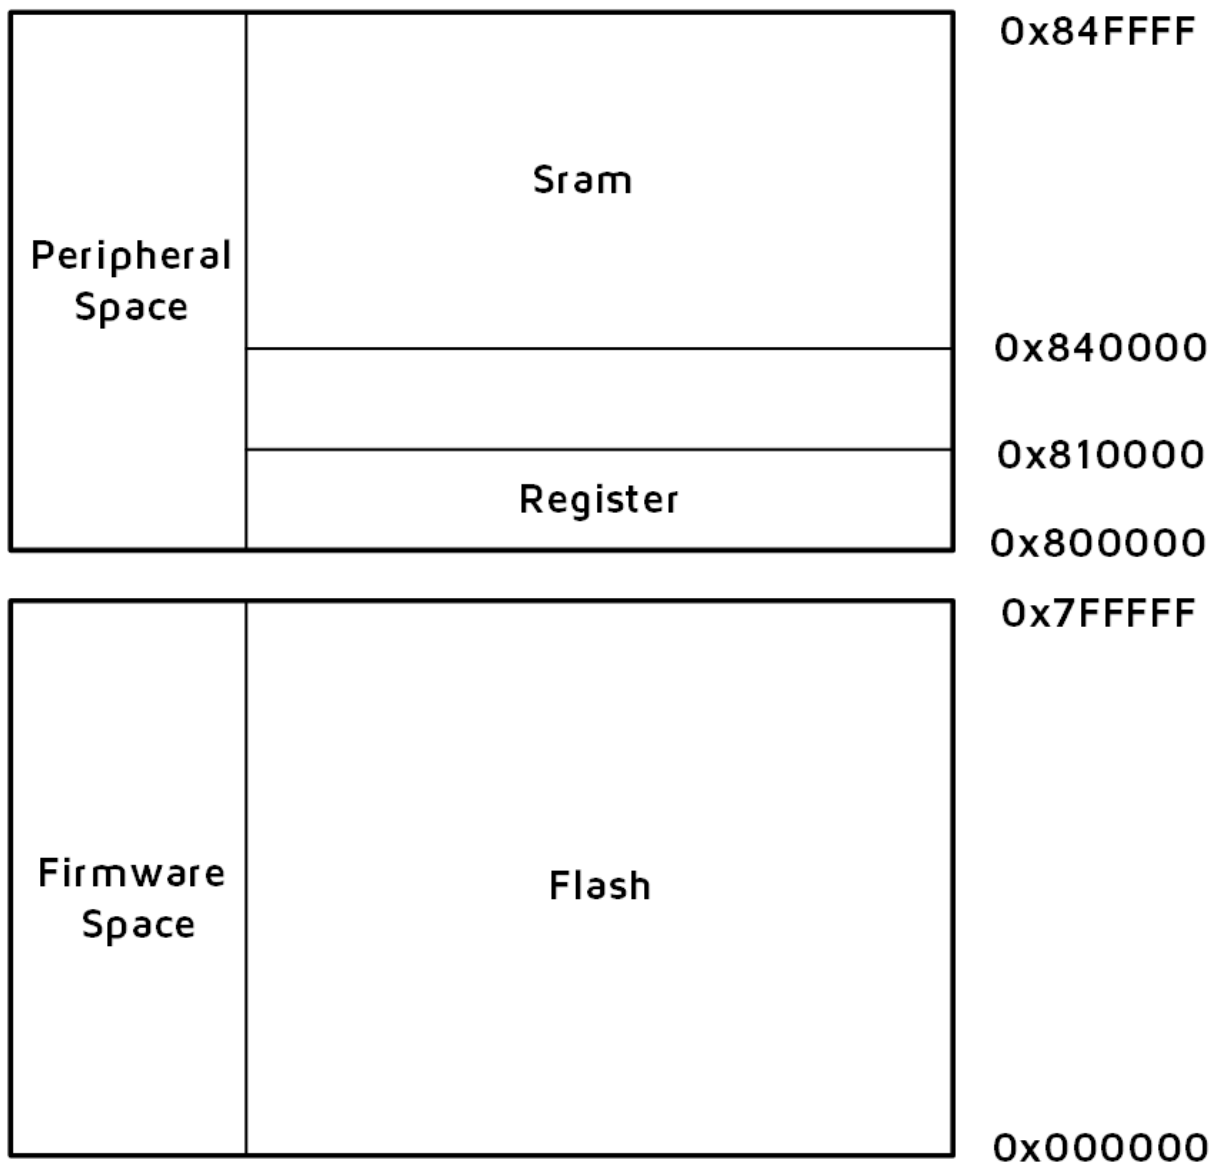 0x84FFFF
Sram
Peripheral
Space
0x840000
0x810000
Register
0x800000
0x7FFFFF
Firmware
Space
Flash
0x000000